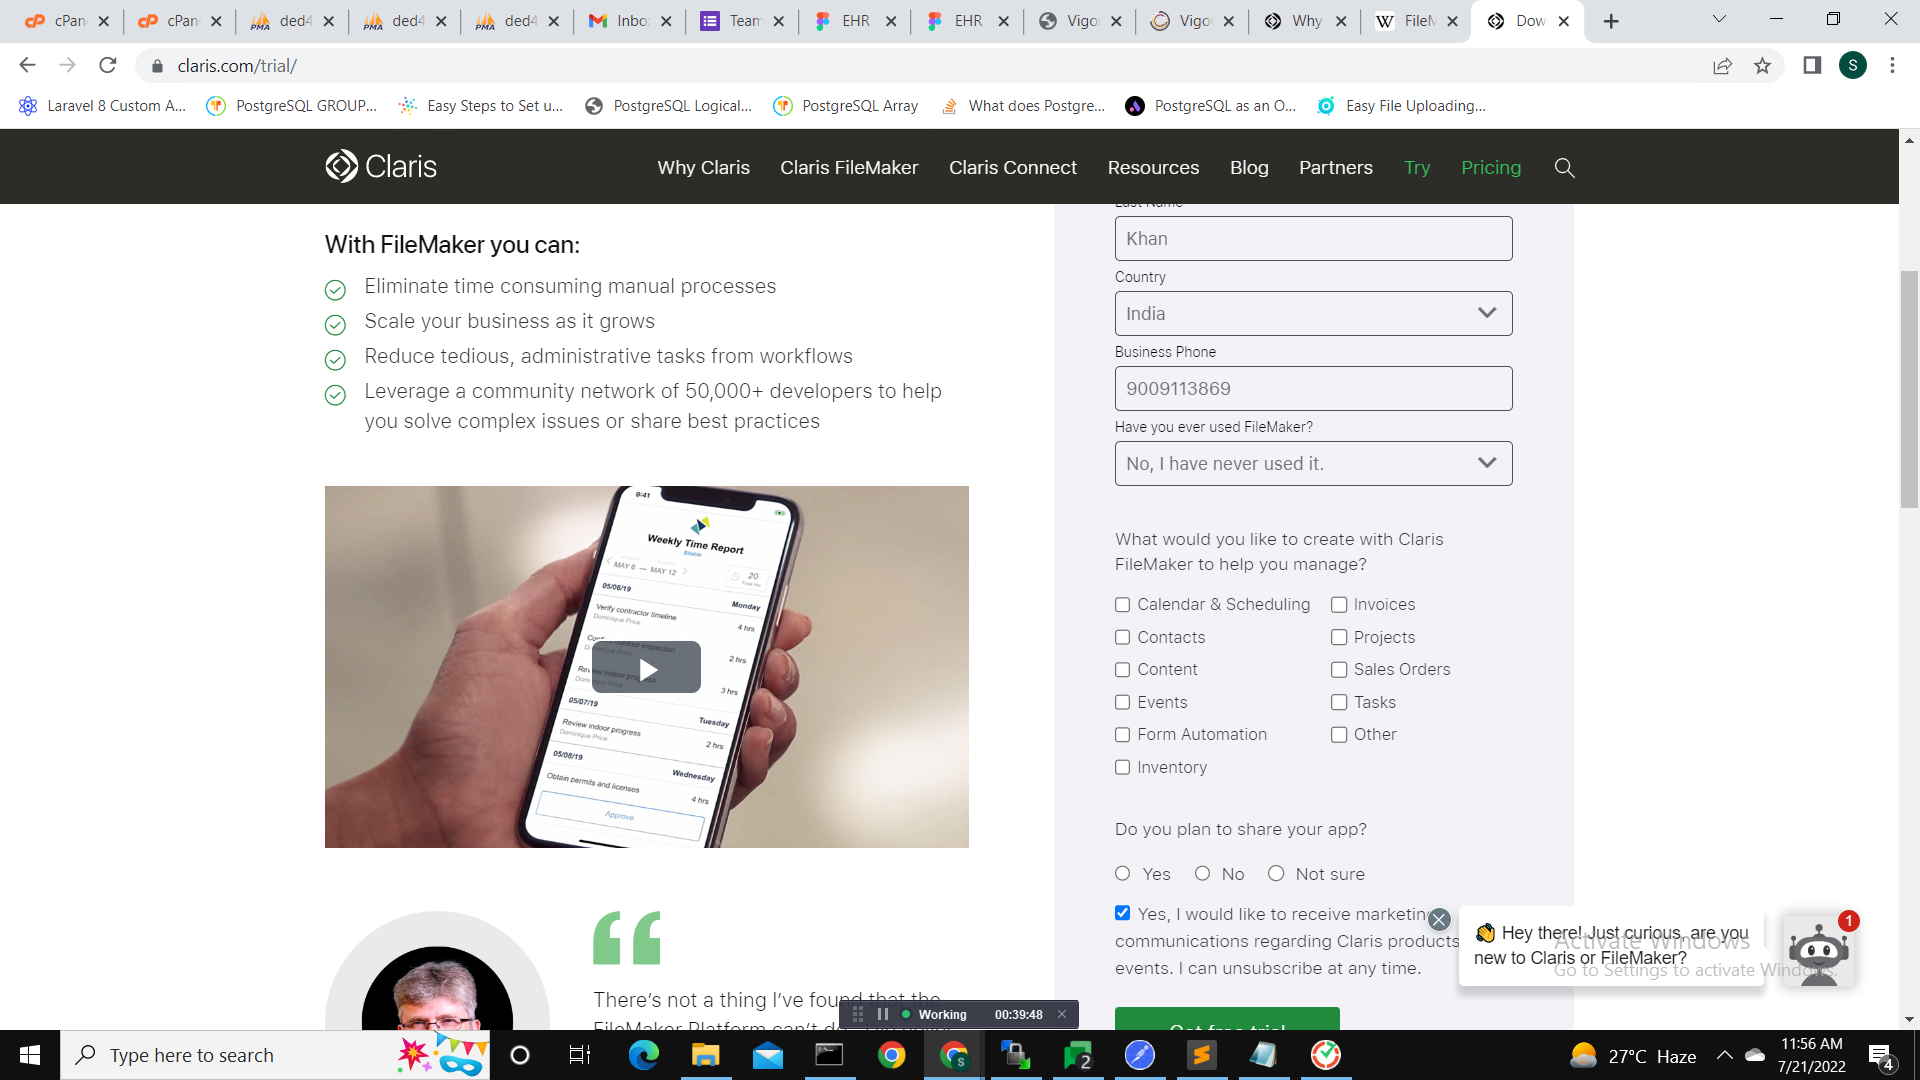 cPan
cPan
ded4
ded4
ded4
Inbo
Team
EHR
EHR
Vigo
Vigo
Why
FileM
Dow
claris.com/trial/
S
Laravel 8 Custom A...
PostgreSQL GROUP...
Easy Steps to Set u...
PostgreSQL Logical...
PostgreSQL Array
What does Postgre...
PostgreSQL as an O...
Easy File Uploading...
Claris
Why Claris
Claris FileMaker
Claris Connect
Resources
Blog
Partners
Try
Pricing
With FileMaker you can:
Eliminate time consuming manual processes
Scale your business as it grows
Reduce tedious, administrative tasks from workflows
Leverage a community network of 50,000+ developers to help
you solve complex issues or share best practices
9:41
Weekly Time Report
Billable
MAY 6 — MAY 12
20
05/06/19
Monday
Verify contractor timeline
Dominique Price
4 hrs
2 hrs
3 hrs
05/07/19
Tuesday
Review indoor progress
Dominique Price
2 hrs
05/08/19
Wednesday
Obtain permits and licenses
4 hrs
Approve
There's not a thing I've found that the
FileMaker Platform can't do.
Last Name
Khan
Country
India
Business Phone
9009113869
Have you ever used FileMaker?
No, I have never used it.
What would you like to create with Claris
FileMaker to help you manage?
Calendar & Scheduling
Invoices
Contacts
Projects
Content
Sales Orders
Events
Tasks
Form Automation
Other
Inventory
Do you plan to share your app?
Yes
No
Not sure
Yes, I would like to receive marketing
communications regarding Claris products
events. I can unsubscribe at any time.
Get free trial
Hey there! Just curious, are you
new to Claris or FileMaker?
1
Activate Windows
Go to Settings to activate Windows.
Working
00:39:48
Type here to search
2
27°C Haze
11:56 AM
7/21/2022
4